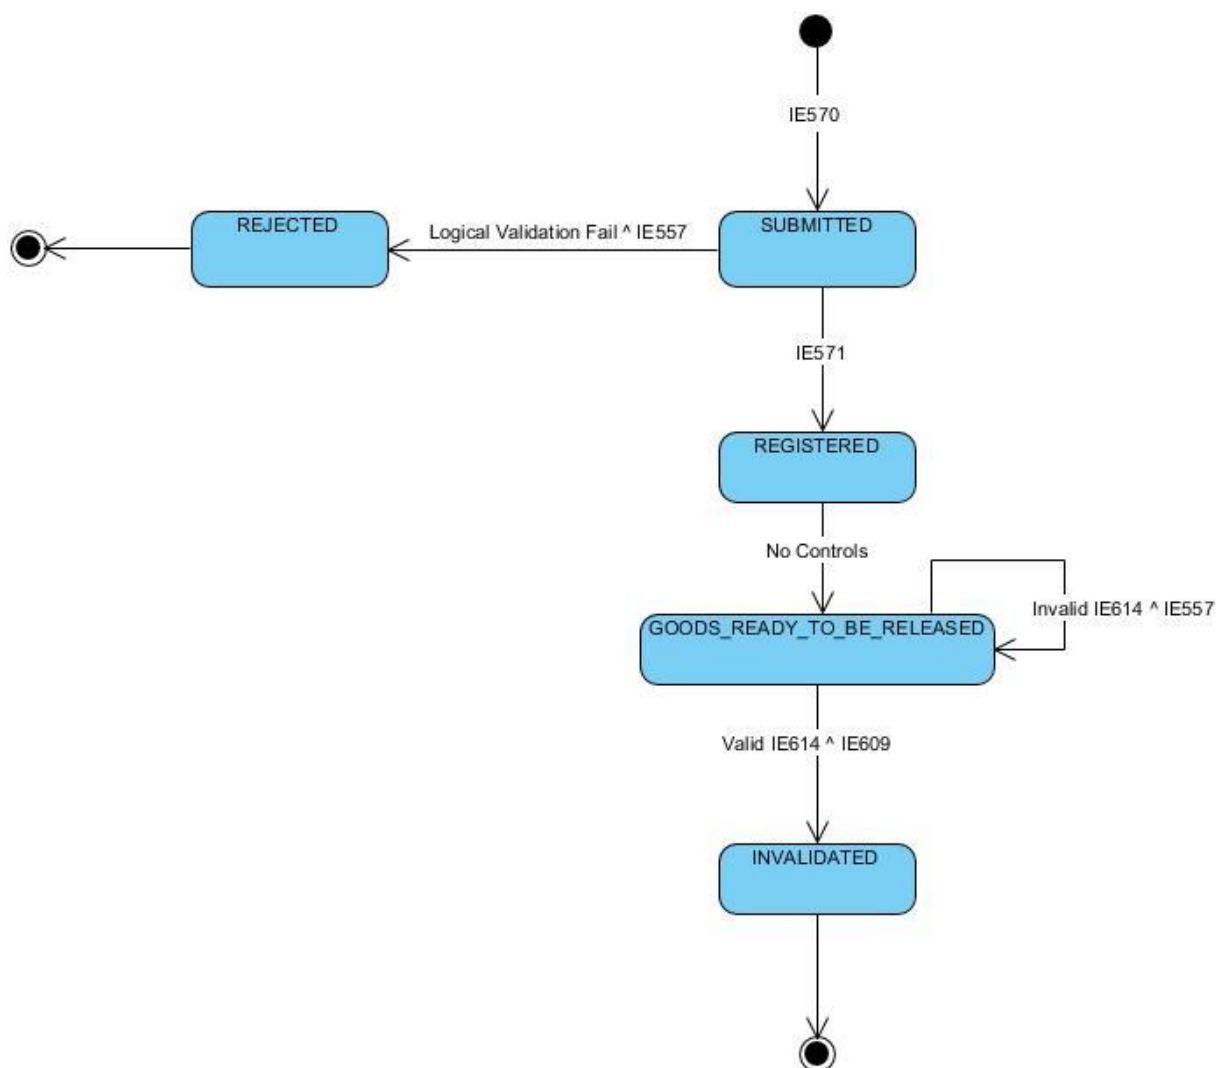 IE570
REJECTED
Logical Validation Fail ^ IE557
SUBMITTED
IE571
REGISTERED
No Controls
GOODS_READY_TO_BE_RELEASED
Invalid IE614 ^ IE557
Valid IE614 ^ IE609
INVALIDATED